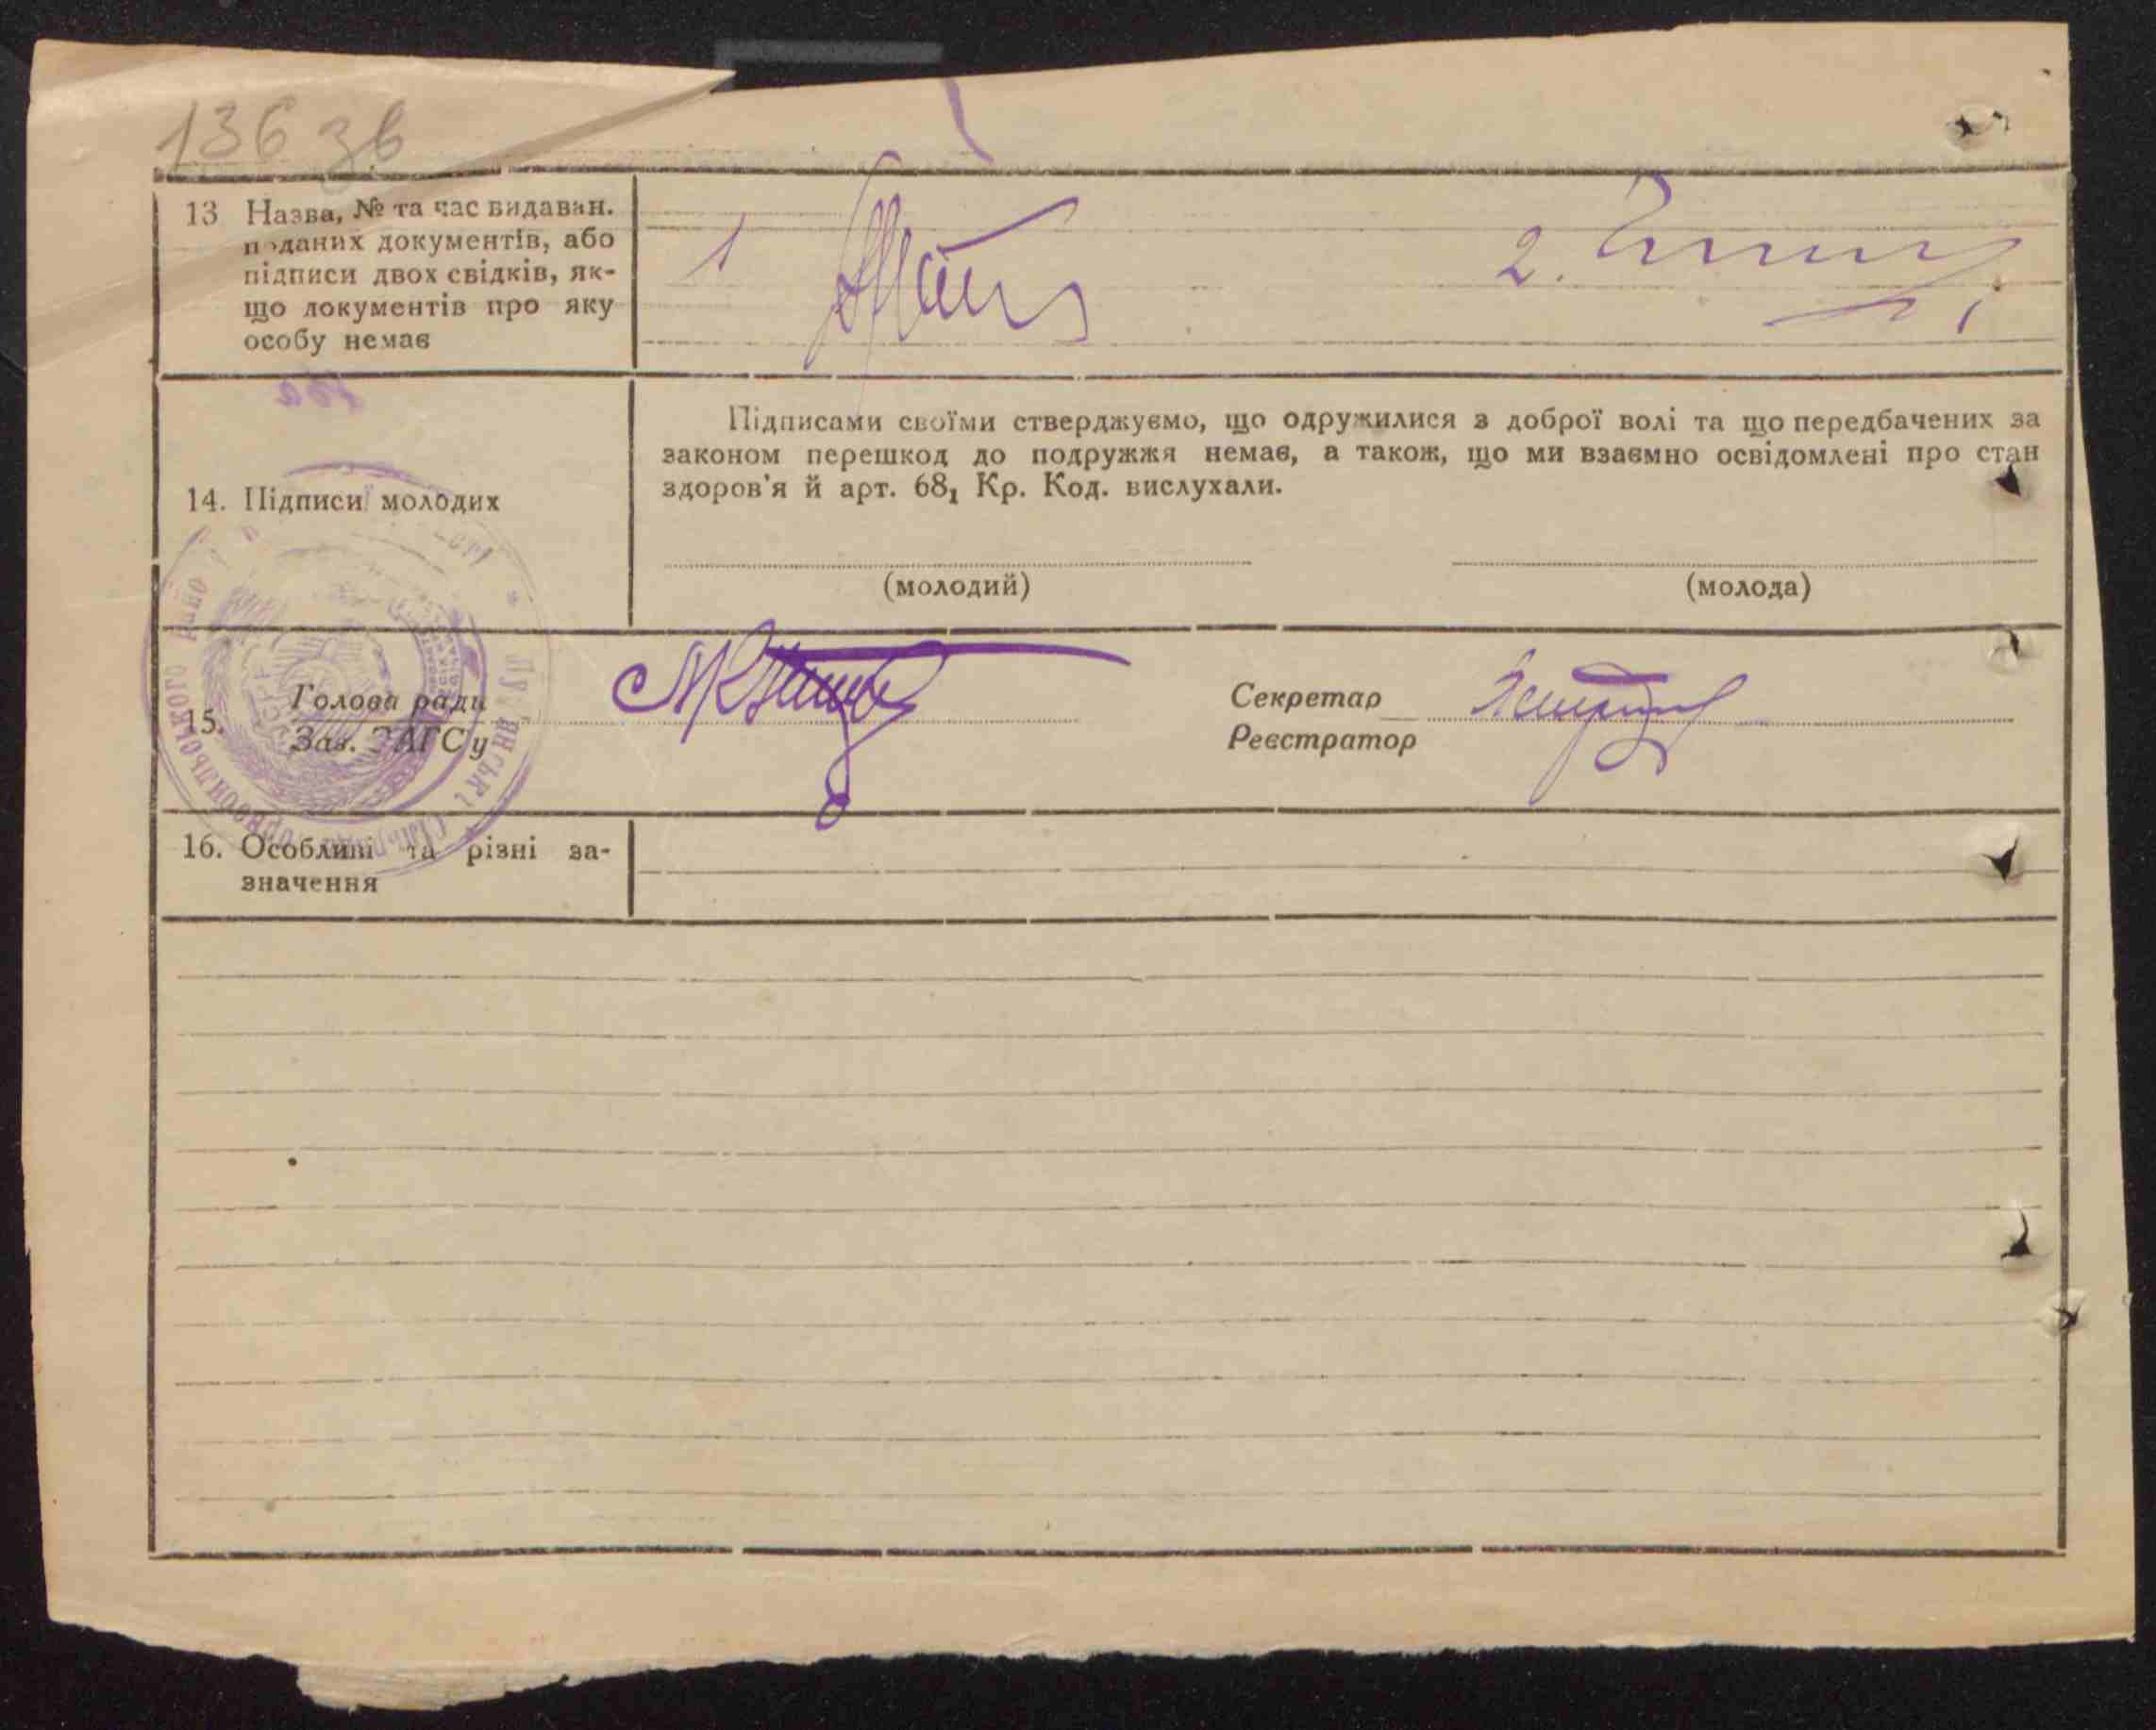 136 зв
13 Назва, № та час видаван.
поданих документів, або
підписи двох свідків, як-
що документів про яку
особу немає
1
2.
Підписами своїми стверджуємо, що одружилися з доброї волі та що передбачених за
законом перешкод до подружжя немає, а також, що ми взаємно освідомлені про стан
здоров'я й арт. 68₁ Кр. Код. вислухали.
14. Підписи молодих
(молодий) (молода)
15. Голова ради
Зав. ЗАГСу
Секретар
Реєстратор
16. Особливі та різні за-
значення